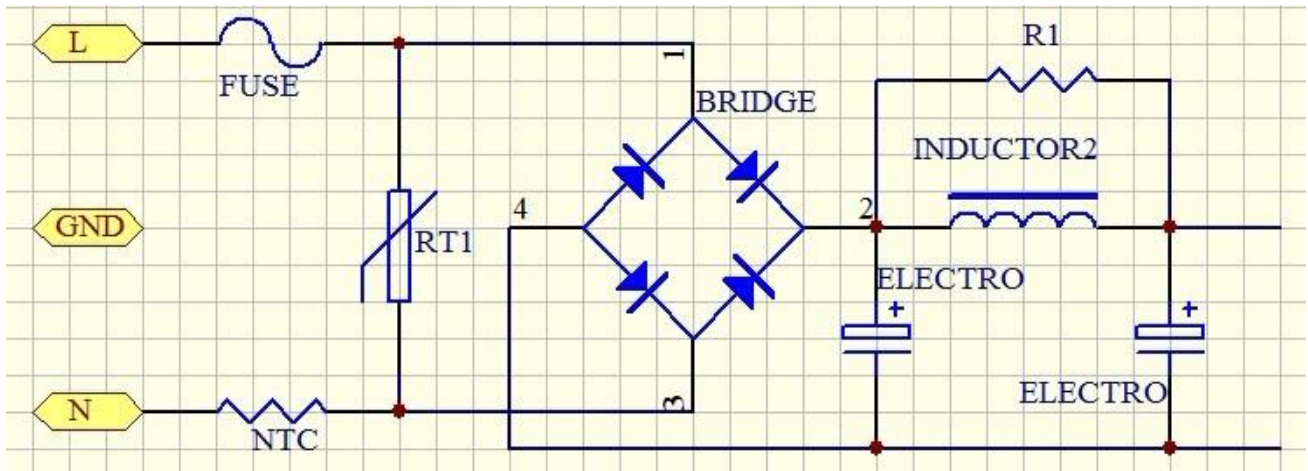 L
FUSE
1
BRIDGE
R1
INDUCTOR2
GND
RT1
4
2
ELECTRO
+
+
ELECTRO
N
NTC
3